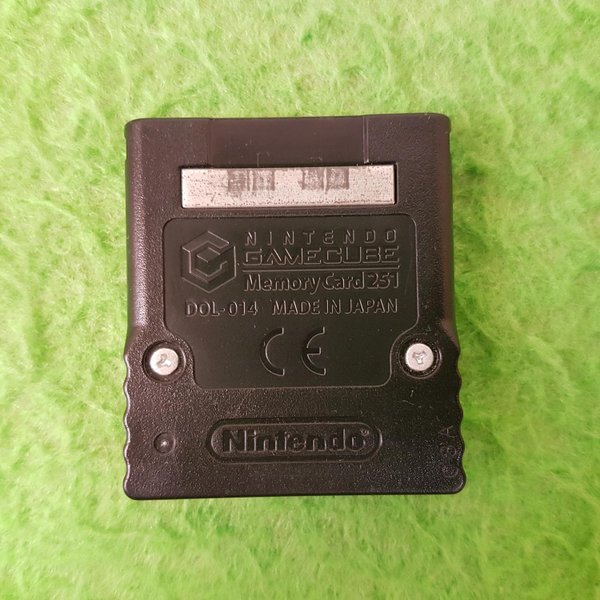 NINTENDO
GAMECUBE
Memory Card 251
DOL-014 MADE IN JAPAN
CE
Nintendo®